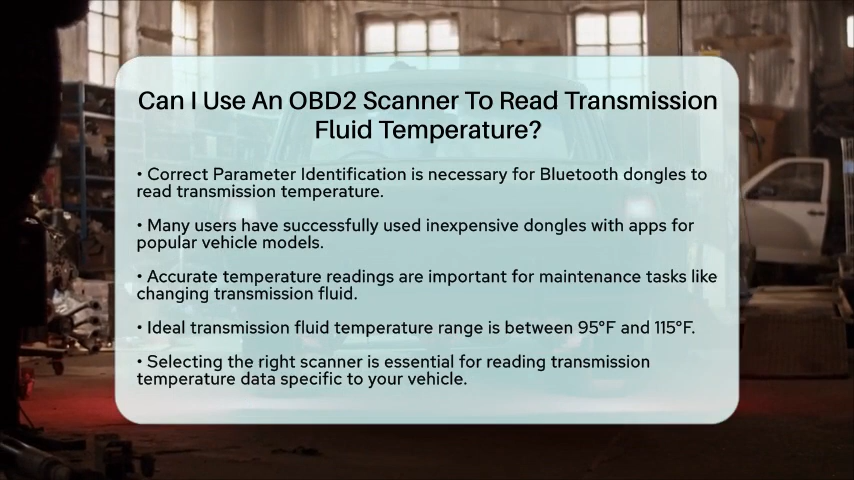 Can I Use An OBD2 Scanner To Read Transmission
Fluid Temperature?
• Correct Parameter Identification is necessary for Bluetooth dongles to
read transmission temperature.
• Many users have successfully used inexpensive dongles with apps for
popular vehicle models.
• Accurate temperature readings are important for maintenance tasks like
changing transmission fluid.
• Ideal transmission fluid temperature range is between 95°F and 115°F.
• Selecting the right scanner is essential for reading transmission
temperature data specific to your vehicle.